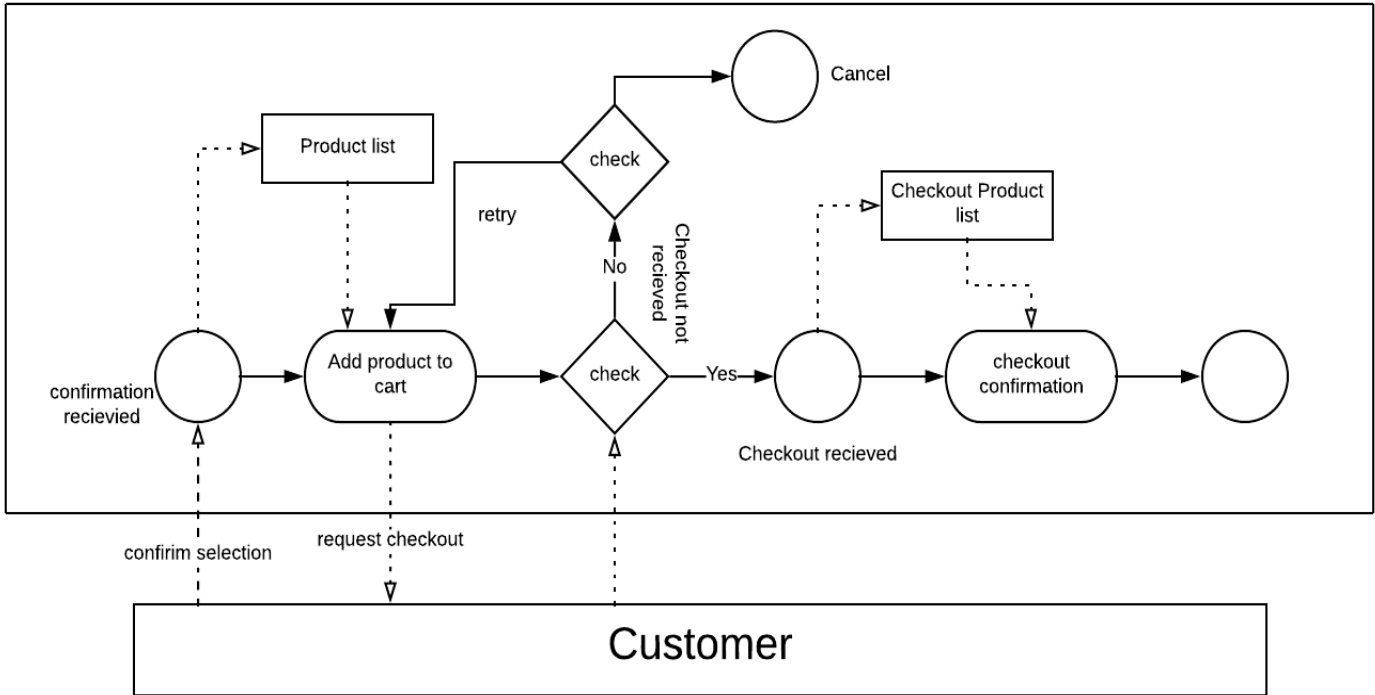 Cancel
Product list
check
Checkout Product
list
retry
Checkout not
recieved
No
Add product to
cart
check
Yes
checkout
confirmation
confirmation
recievied
Checkout recieved
confirim selection
request checkout
Customer